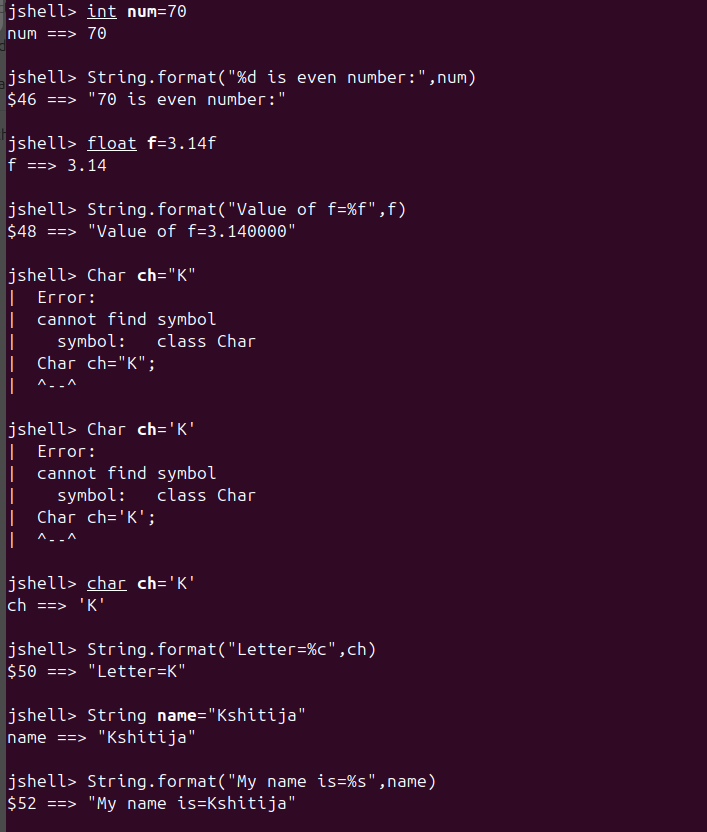 jshell> int num=70
num ==> 70
jshell> String.format("%d is even number:",num)
$46 ==> "70 is even number:"
jshell> float f=3.14f
f ==> 3.14
jshell> String.format("Value of f=%f",f)
$48 ==> "Value of f=3.140000"
jshell> Char ch="K"
|  Error:
|  cannot find symbol
|    symbol:   class Char
|  Char ch="K";
|  ^--^
jshell> Char ch='K'
|  Error:
|  cannot find symbol
|    symbol:   class Char
|  Char ch='K';
|  ^--^
jshell> char ch='K'
ch ==> 'K'
jshell> String.format("Letter=%c",ch)
$50 ==> "Letter=K"
jshell> String name="Kshitija"
name ==> "Kshitija"
jshell> String.format("My name is=%s",name)
$52 ==> "My name is=Kshitija"